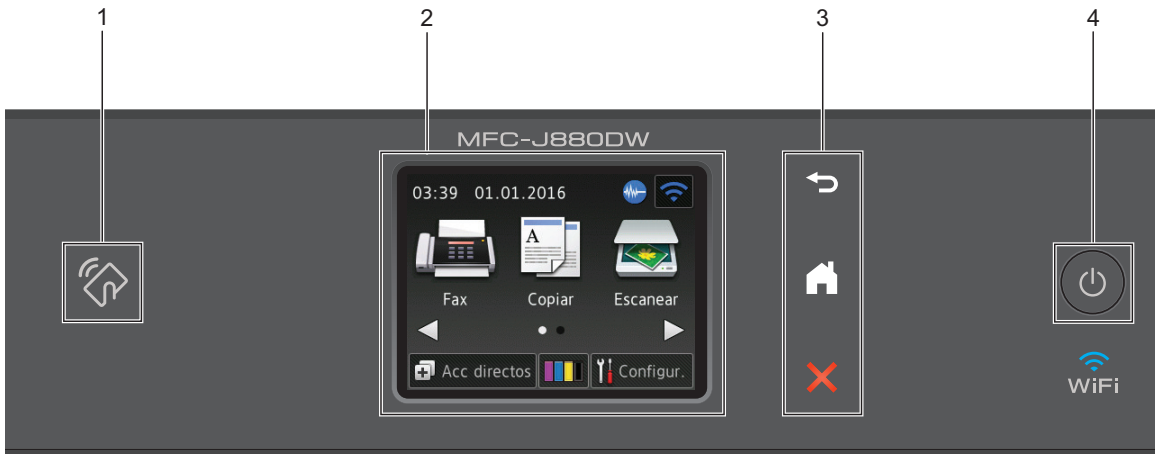 1 2 3 4
MFC-J880DW
03:39 01.01.2016
A
Fax Copiar Escanear
Acc directos Configur.
WiFi